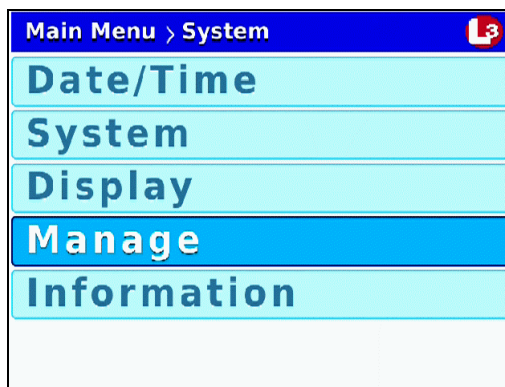 Main Menu > System L3
Date/Time
System
Display
Manage
Information